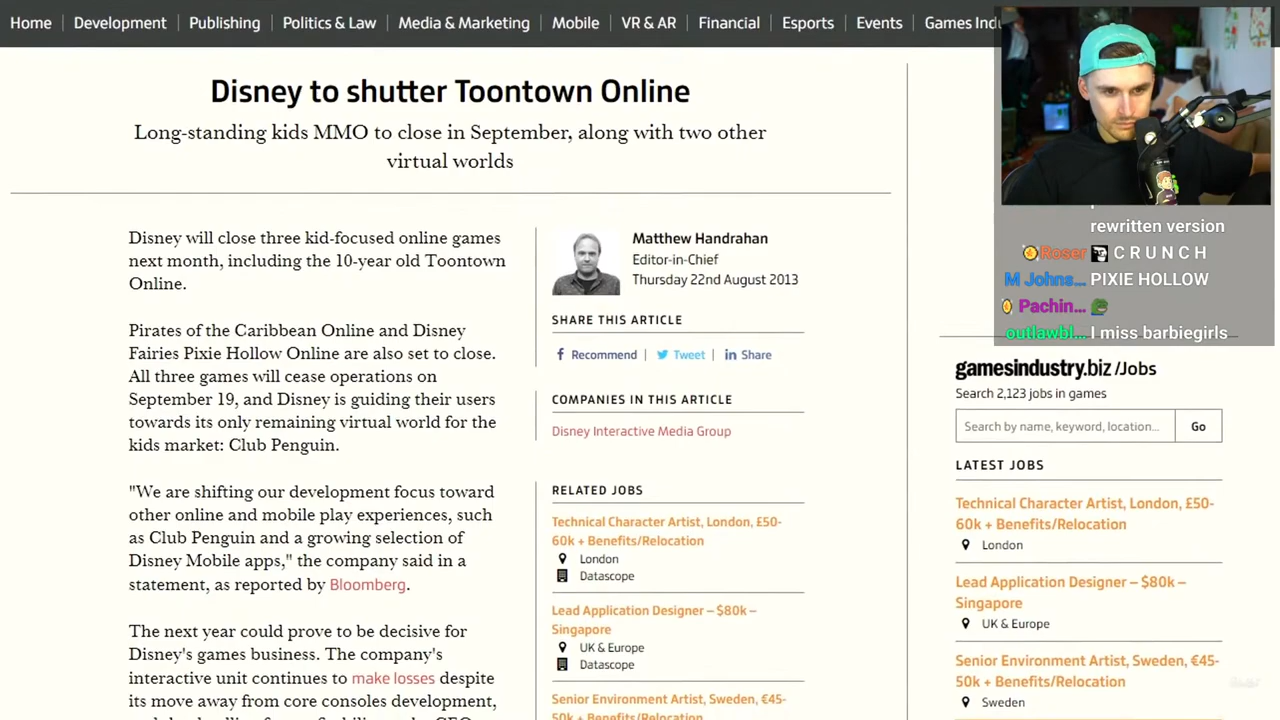 Home
Development
Publishing
Politics & Law
Media & Marketing
Mobile
VR & AR
Financial
Esports
Events
Games
Disney to shutter Toontown Online
Long-standing kids MMO to close in September, along with two other
virtual worlds
Disney will close three kid-focused online games
next month, including the 10-year old Toontown
Online.
Pirates of the Caribbean Online and Disney
Fairies Pixie Hollow Online are also set to close.
All three games will cease operations on
September 19, and Disney is guiding their users
towards its only remaining virtual world for the
kids market: Club Penguin.
"We are shifting our development focus toward
other online and mobile play experiences, such
as Club Penguin and a growing selection of
Disney Mobile apps," the company said in a
statement, as reported by Bloomberg.
The next year could prove to be decisive for
Disney's games business. The company's
interactive unit continues to make losses despite
its move away from core consoles development,
Matthew Handrahan
Editor-in-Chief
Thursday 22nd August 2013
SHARE THIS ARTICLE
Recommend | Tweet | Share
COMPANIES IN THIS ARTICLE
Disney Interactive Media Group
RELATED JOBS
Technical Character Artist, London, £50-
60k + Benefits/Relocation
London
Datascope
Lead Application Designer – $80k –
Singapore
UK & Europe
Datascope
Senior Environment Artist, Sweden, €45-
50k + Benefits/Relocation
rewritten version
Roser C R U N C H
M Johns... PIXIE HOLLOW
Pachin...
outlawbl... I miss barbiegirls
gamesindustry.biz /Jobs
Search 2,123 jobs in games
Search by name, keyword, location...
Go
LATEST JOBS
Technical Character Artist, London, £50-
60k + Benefits/Relocation
London
Lead Application Designer – $80k –
Singapore
UK & Europe
Senior Environment Artist, Sweden, €45-
50k + Benefits/Relocation
Sweden